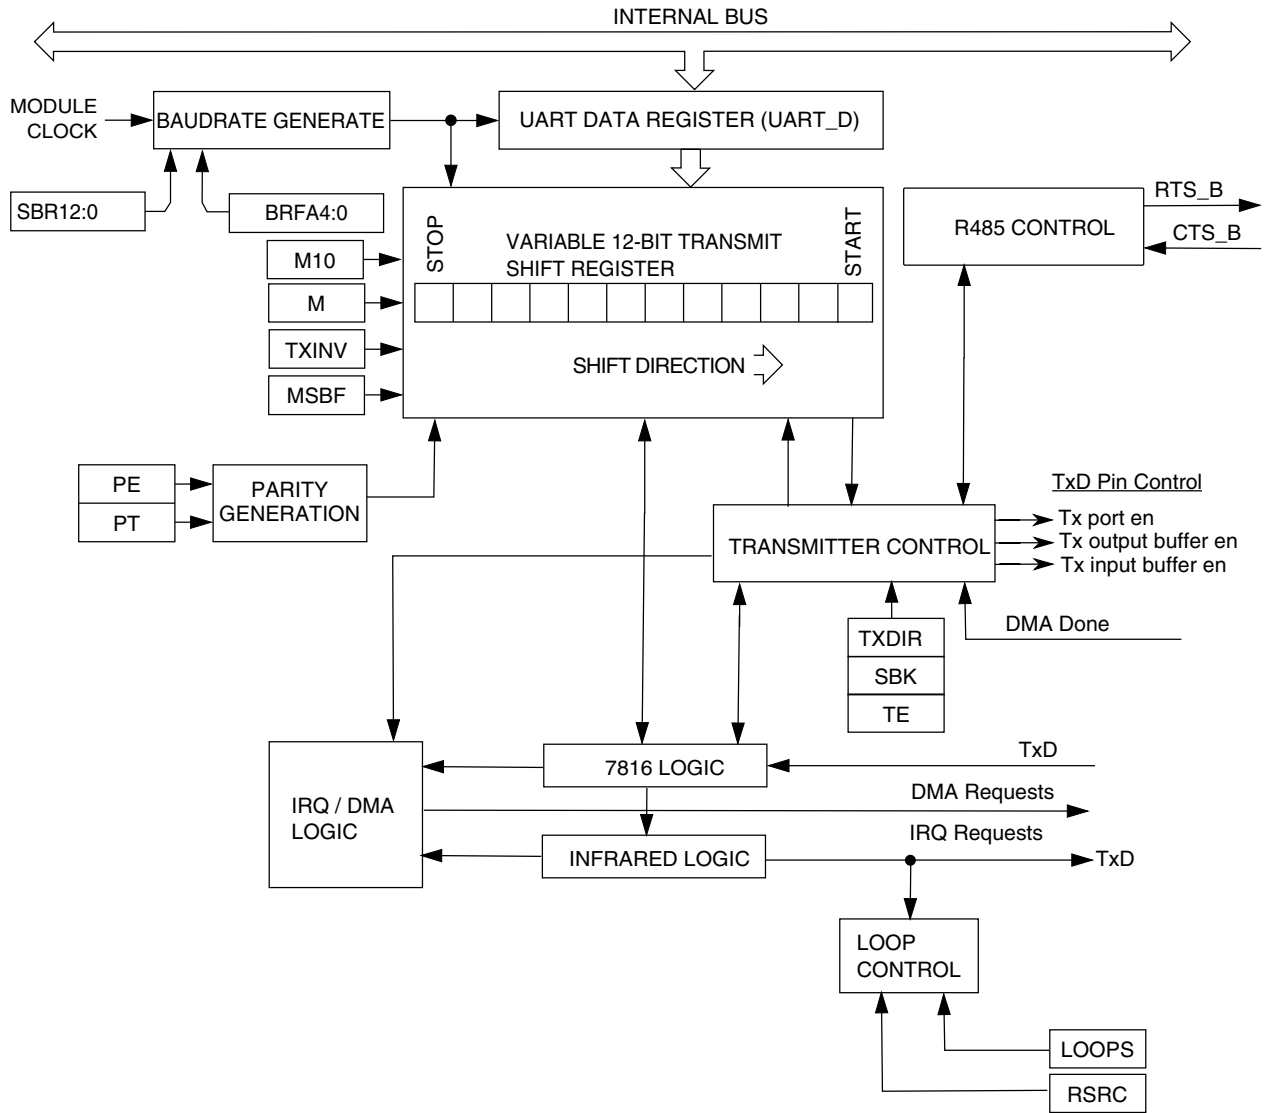 INTERNAL BUS
MODULE
CLOCK
BAUDRATE GENERATE
UART DATA REGISTER (UART_D)
SBR12:0
BRFA4:0
RTS_B
R485 CONTROL
CTS_B
STOP
VARIABLE 12-BIT TRANSMIT
SHIFT REGISTER
START
M10
M
TXINV
SHIFT DIRECTION
MSBF
PE
PT
PARITY
GENERATION
TxD Pin Control
Tx port en
Tx output buffer en
Tx input buffer en
TRANSMITTER CONTROL
DMA Done
TXDIR
SBK
TE
TxD
7816 LOGIC
DMA Requests
IRQ / DMA
LOGIC
IRQ Requests
INFRARED LOGIC
TxD
LOOP
CONTROL
LOOPS
RSRC